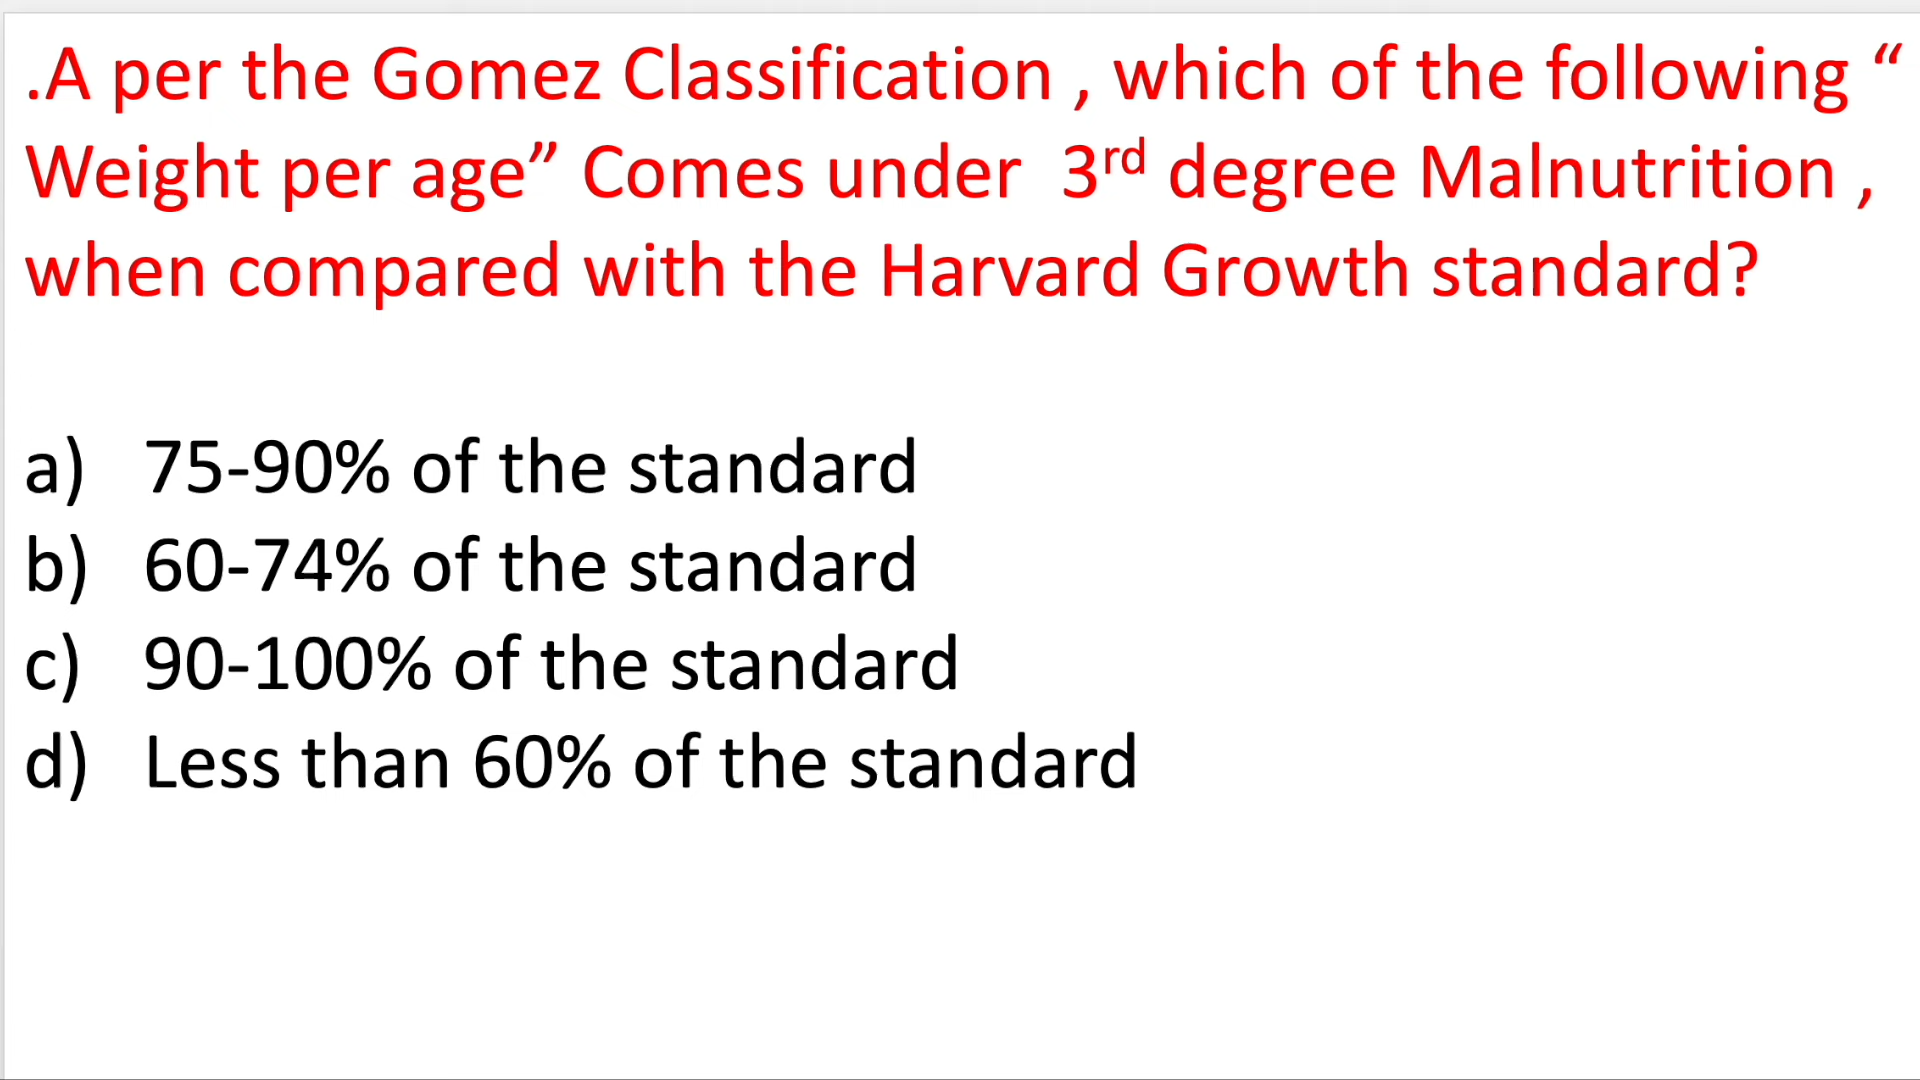 .A per the Gomez Classification , which of the following “
Weight per age” Comes under 3rd degree Malnutrition ,
when compared with the Harvard Growth standard?
a) 75-90% of the standard
b) 60-74% of the standard
c) 90-100% of the standard
d) Less than 60% of the standard